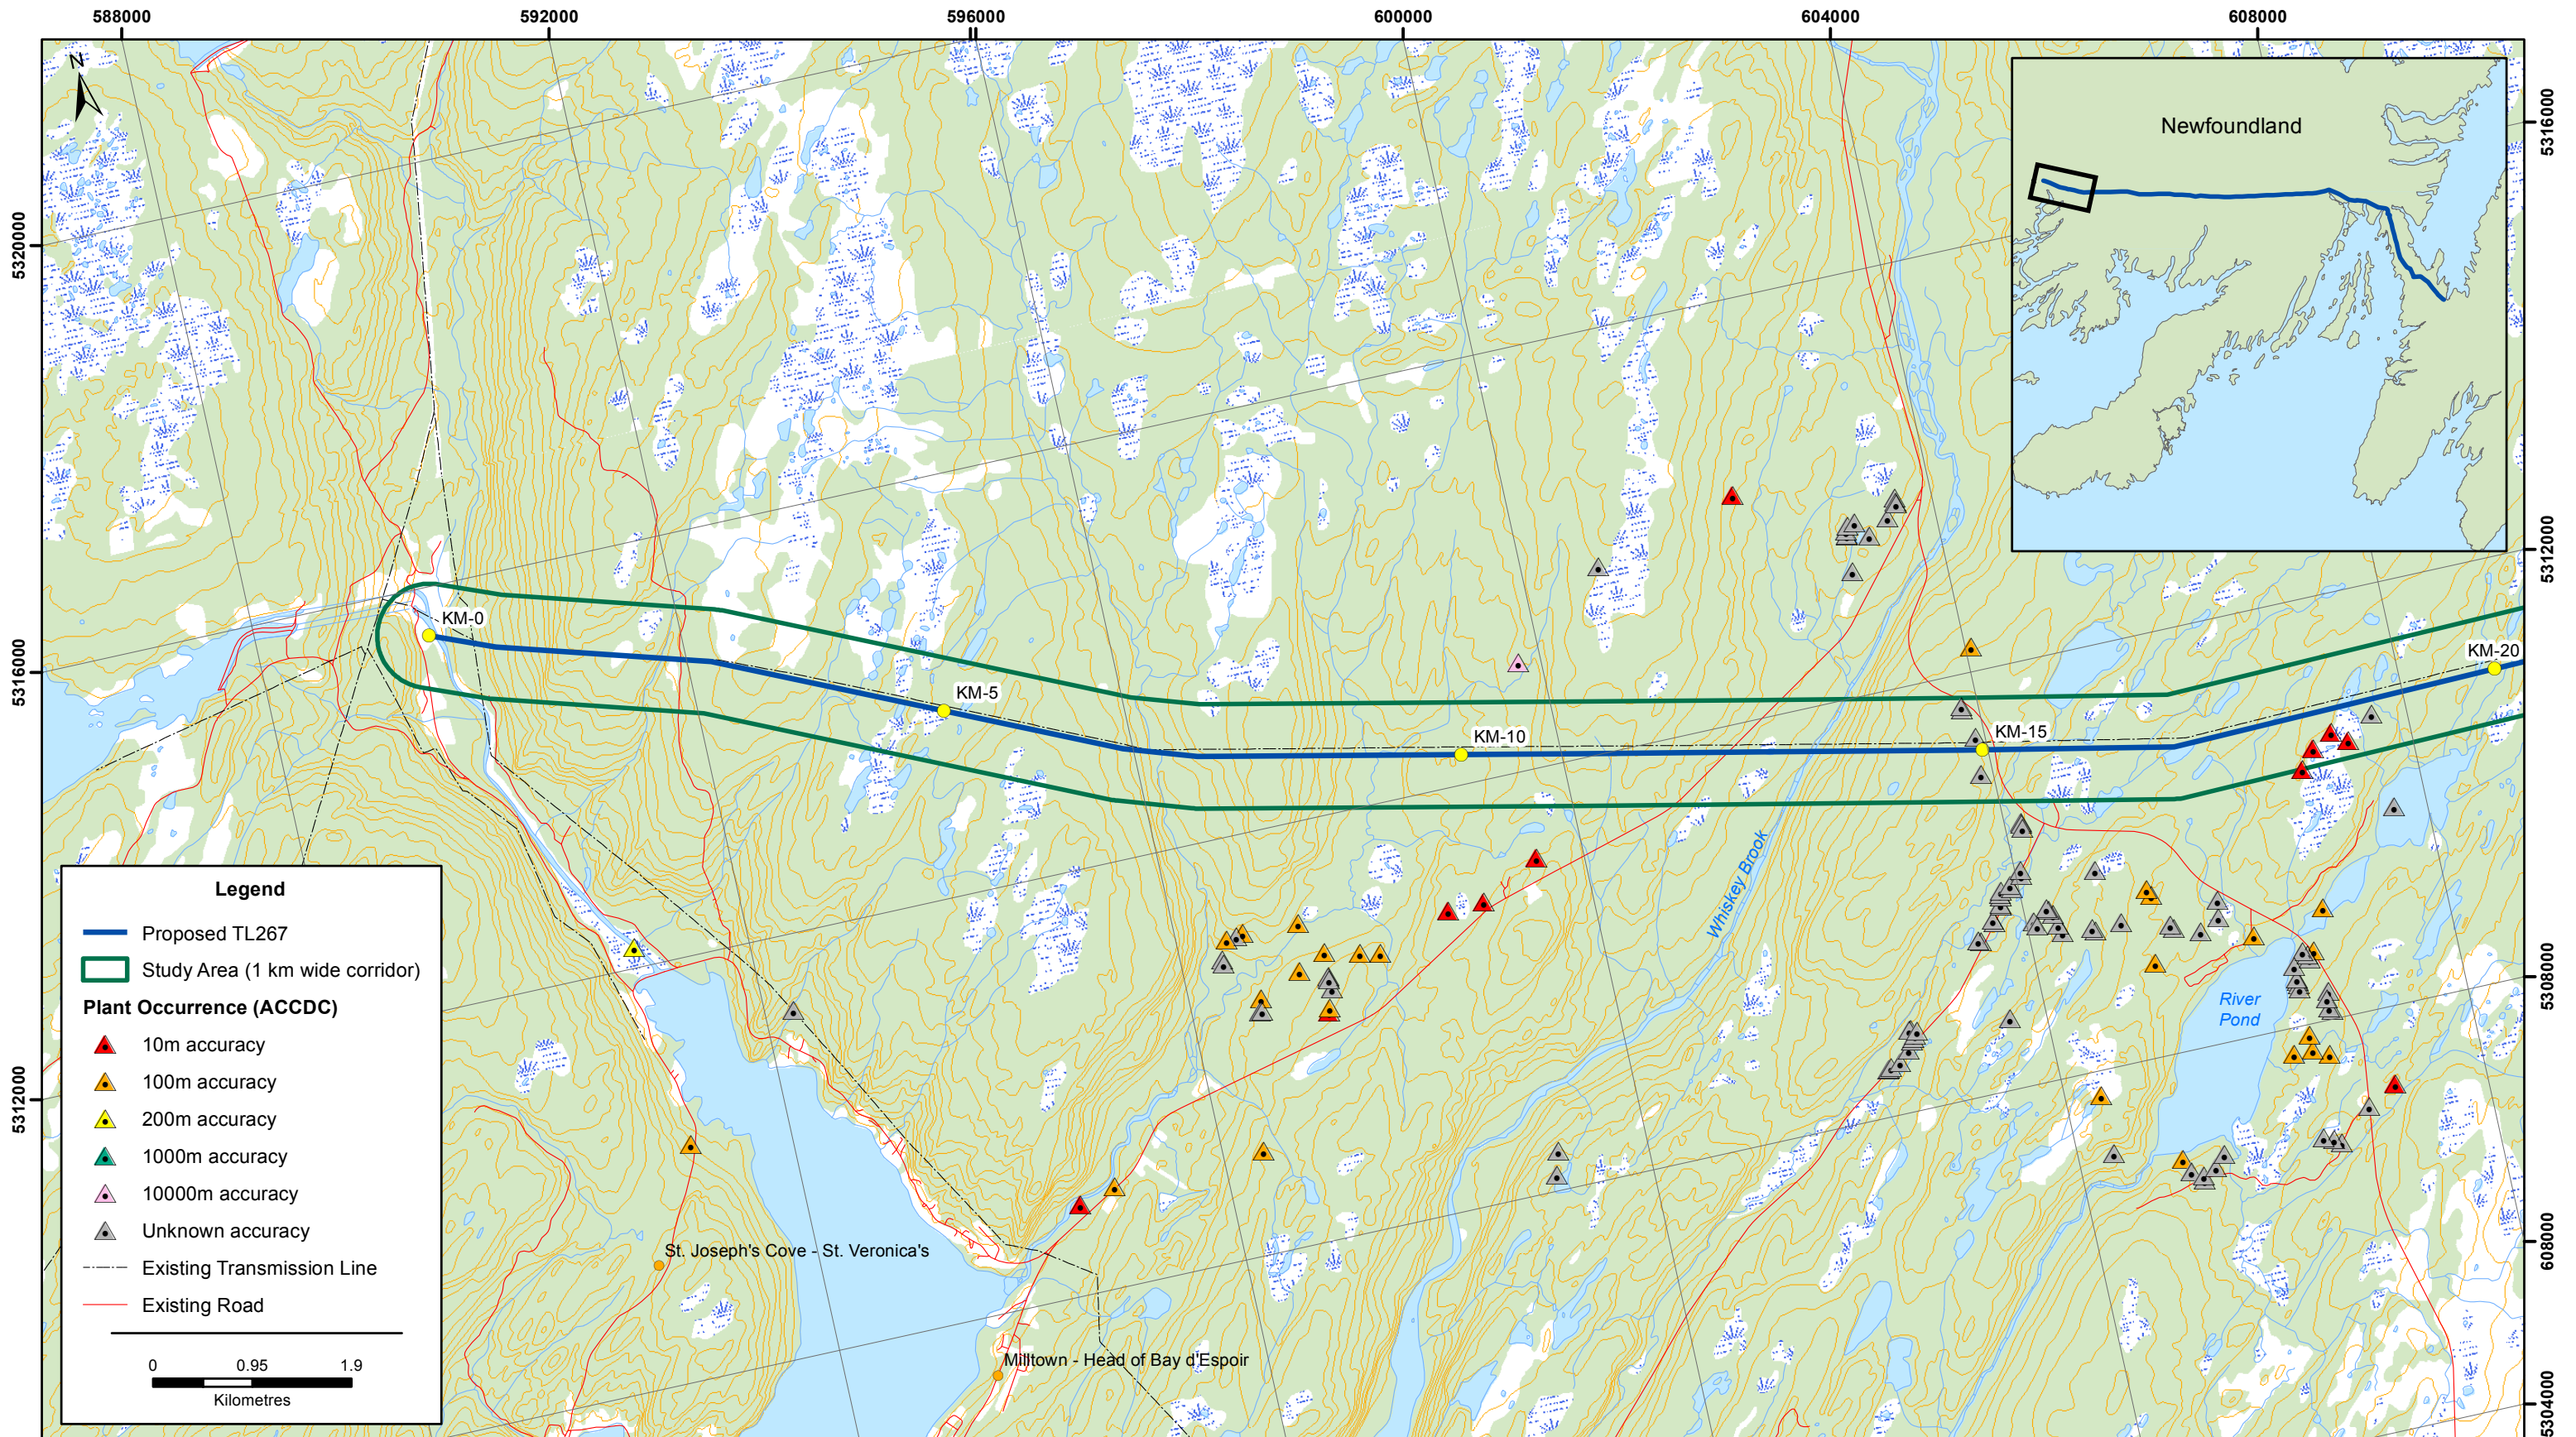 588000
592000
596000
600000
604000
608000
N
Newfoundland
5316000
5320000
5312000
KM-0
KM-5
KM-10
KM-15
KM-20
5316000
Whiskey Brook
Legend
Proposed TL267
Study Area (1 km wide corridor)
Plant Occurrence (ACCDC)
10m accuracy
100m accuracy
200m accuracy
1000m accuracy
10000m accuracy
Unknown accuracy
Existing Transmission Line
Existing Road
0 0.95 1.9
Kilometres
5308000
River
Pond
5312000
608000
St. Joseph's Cove - St. Veronica's
Milltown - Head of Bay d'Espoir
5304000